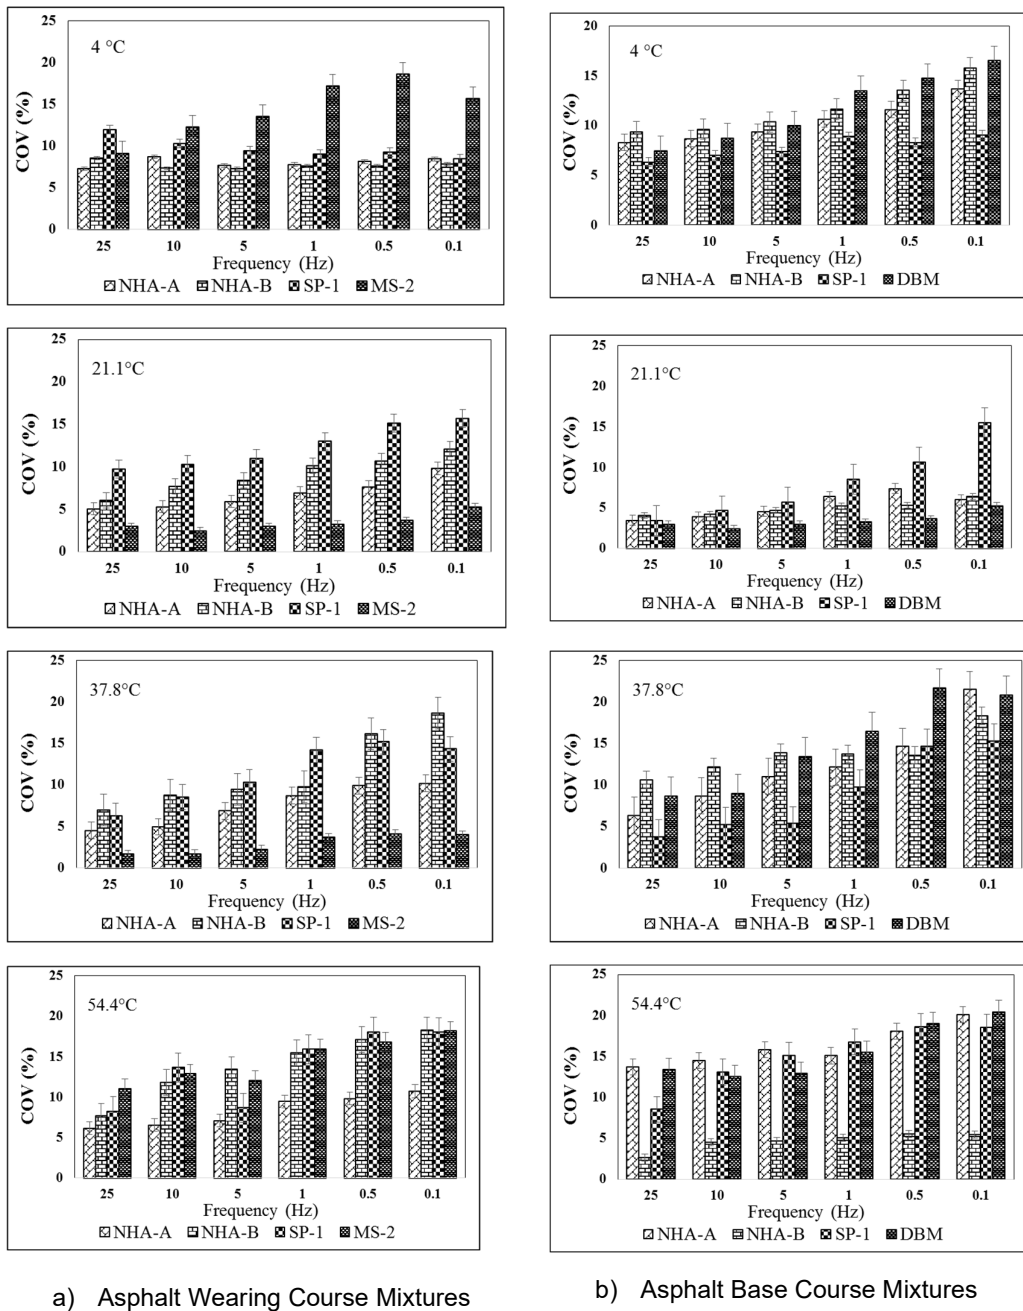 25
20
15
10
5
0
COV (%)
4 °C
25 10 5 1 0.5 0.1
Frequency (Hz)
NHA-A NHA-B SP-1 MS-2
20
15
10
5
0
COV (%)
4 °C
25 10 5 1 0.5 0.1
Frequency (Hz)
NHA-A NHA-B SP-1 DBM
25
20
15
10
5
0
COV (%)
21.1°C
25 10 5 1 0.5 0.1
Frequency (Hz)
NHA-A NHA-B SP-1 MS-2
25
20
15
10
5
0
COV (%)
21.1°C
25 10 5 1 0.5 0.1
Frequency (Hz)
NHA-A NHA-B SP-1 DBM
25
20
15
10
5
0
COV (%)
37.8°C
25 10 5 1 0.5 0.1
Frequency (Hz)
NHA-A NHA-B SP-1 MS-2
25
20
15
10
5
0
COV (%)
37.8°C
25 10 5 1 0.5 0.1
Frequency (Hz)
NHA-A NHA-B SP-1 DBM
25
20
15
10
5
0
COV (%)
54.4°C
25 10 5 1 0.5 0.1
Frequency (Hz)
NHA-A NHA-B SP-1 MS-2
25
20
15
10
5
0
COV (%)
54.4°C
25 10 5 1 0.5 0.1
Frequency (Hz)
NHA-A NHA-B SP-1 DBM
a) Asphalt Wearing Course Mixtures
b) Asphalt Base Course Mixtures